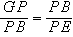 GP/PB = PB/PE